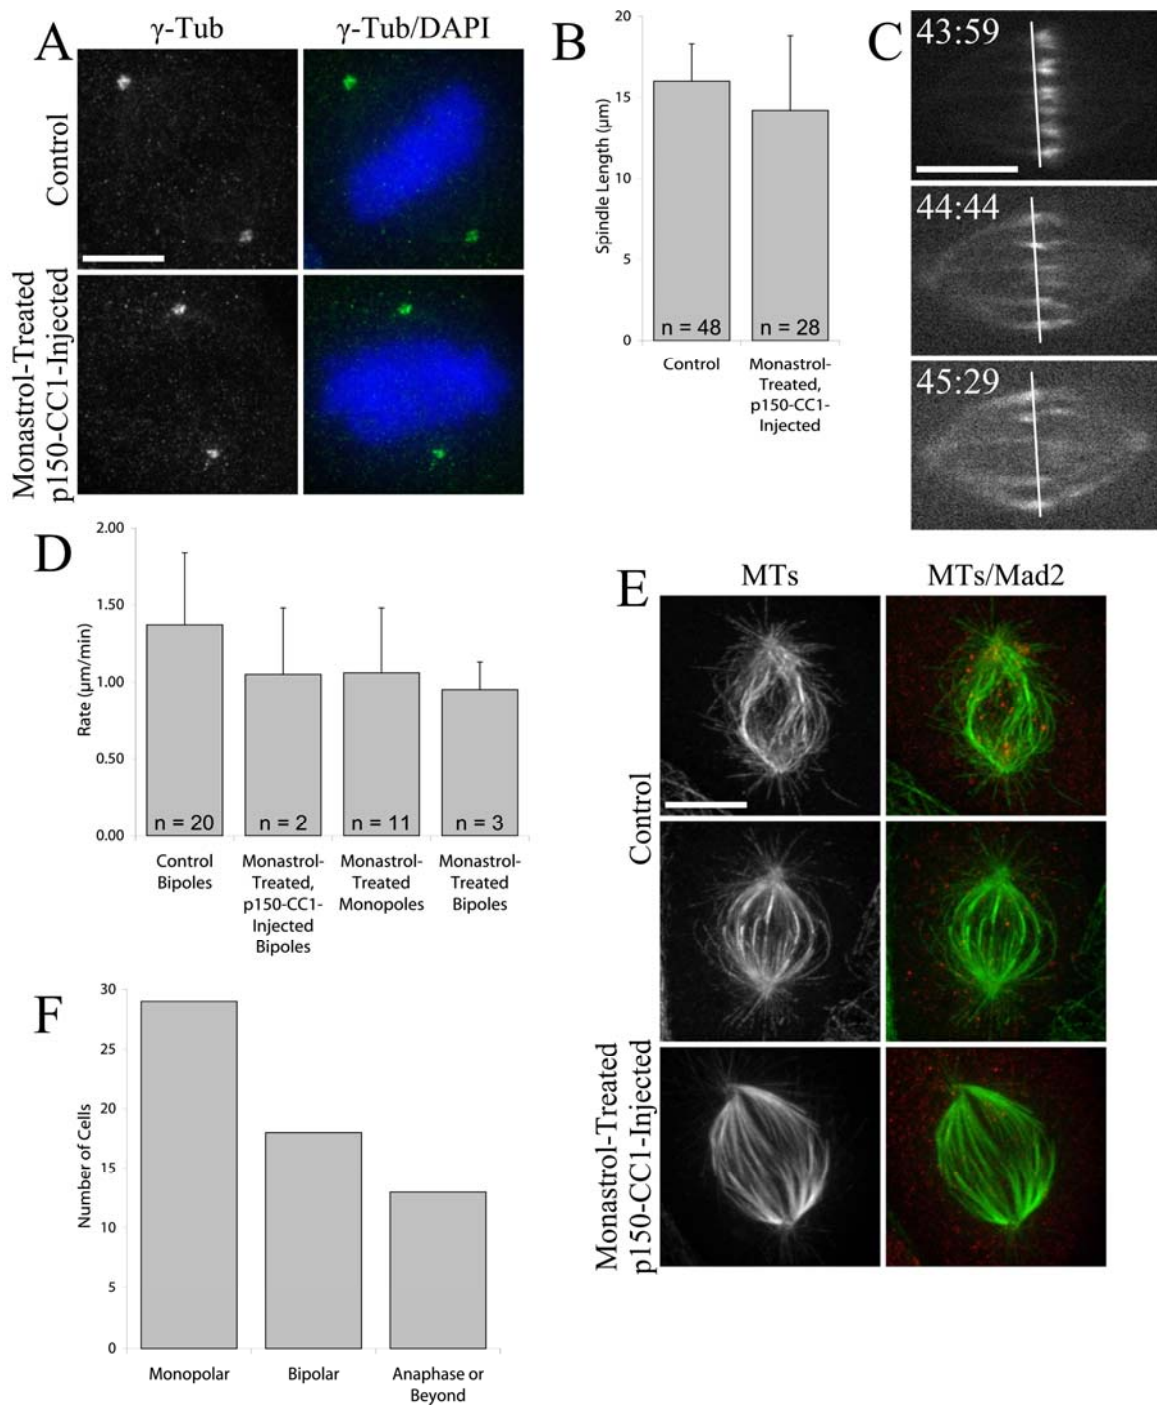 A
γ-Tub
γ-Tub/DAPI
Control
Monastrol-Treated
p150-CC1-Injected
B
20
15
10
5
0
Spindle Length (μm)
n = 48
n = 28
Control
Monastrol-
Treated,
p150-CC1-
Injected
C
43:59
44:44
45:29
D
2.00
1.50
1.00
0.50
0.00
Rate (μm/min)
n = 20
n = 2
n = 11
n = 3
Control
Bipoles
Monastrol-
Treated,
p150-CC1-
Injected
Bipoles
Monastrol-
Treated
Monopoles
Monastrol-
Treated
Bipoles
E
MTs
MTs/Mad2
Control
Monastrol-Treated
p150-CC1-Injected
F
30
25
20
15
10
5
0
Number of Cells
Monopolar
Bipolar
Anaphase or
Beyond